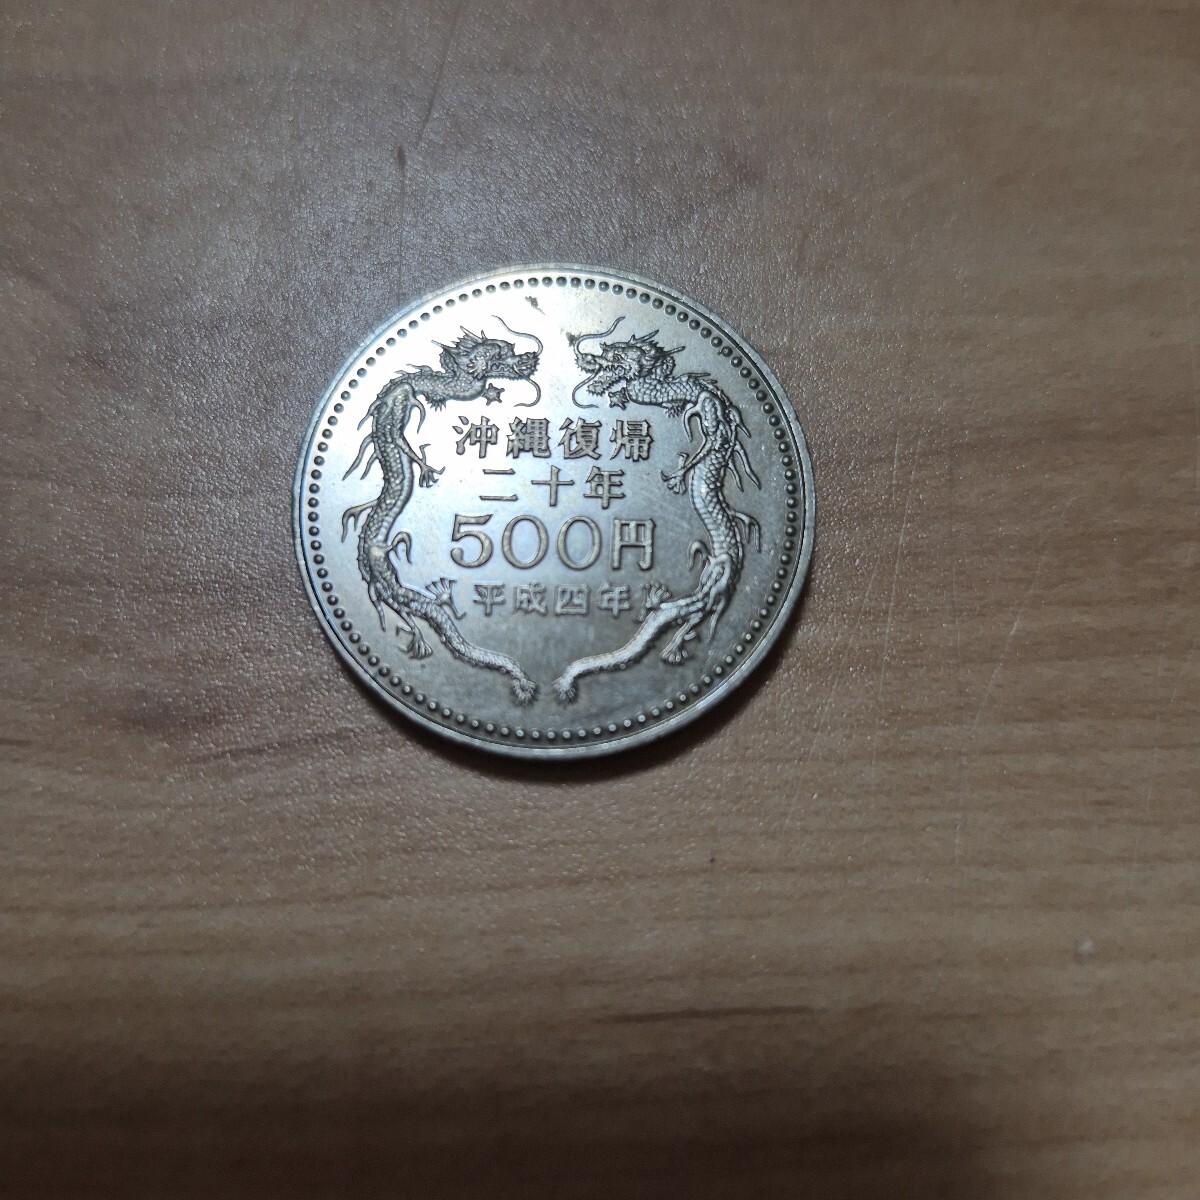 沖縄復帰
二十年
500円
平成四年